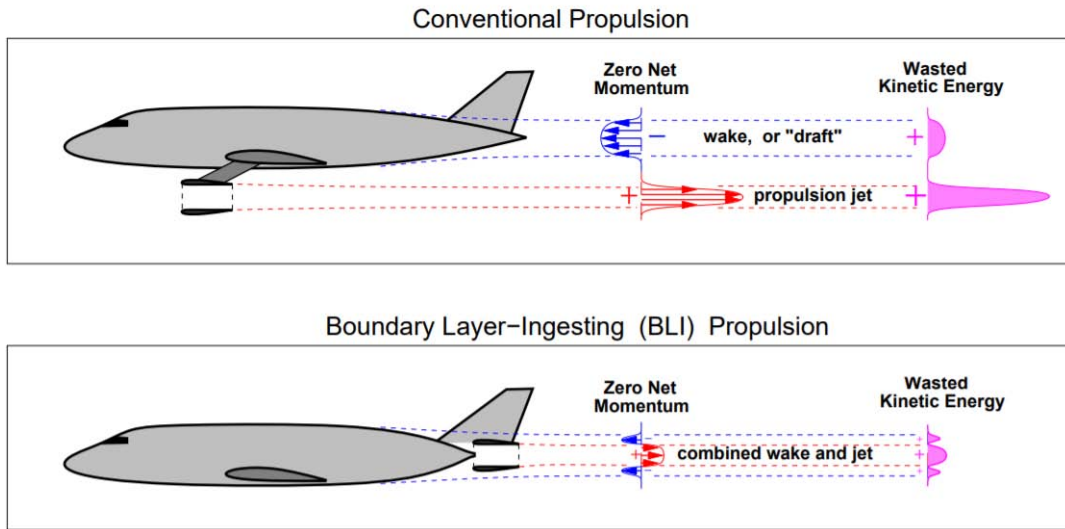 Conventional Propulsion
Zero Net
Momentum
Wasted
Kinetic Energy
− wake, or "draft" +
+ propulsion jet +
Boundary Layer−Ingesting (BLI) Propulsion
Zero Net
Momentum
Wasted
Kinetic Energy
+
+ combined wake and jet +
+